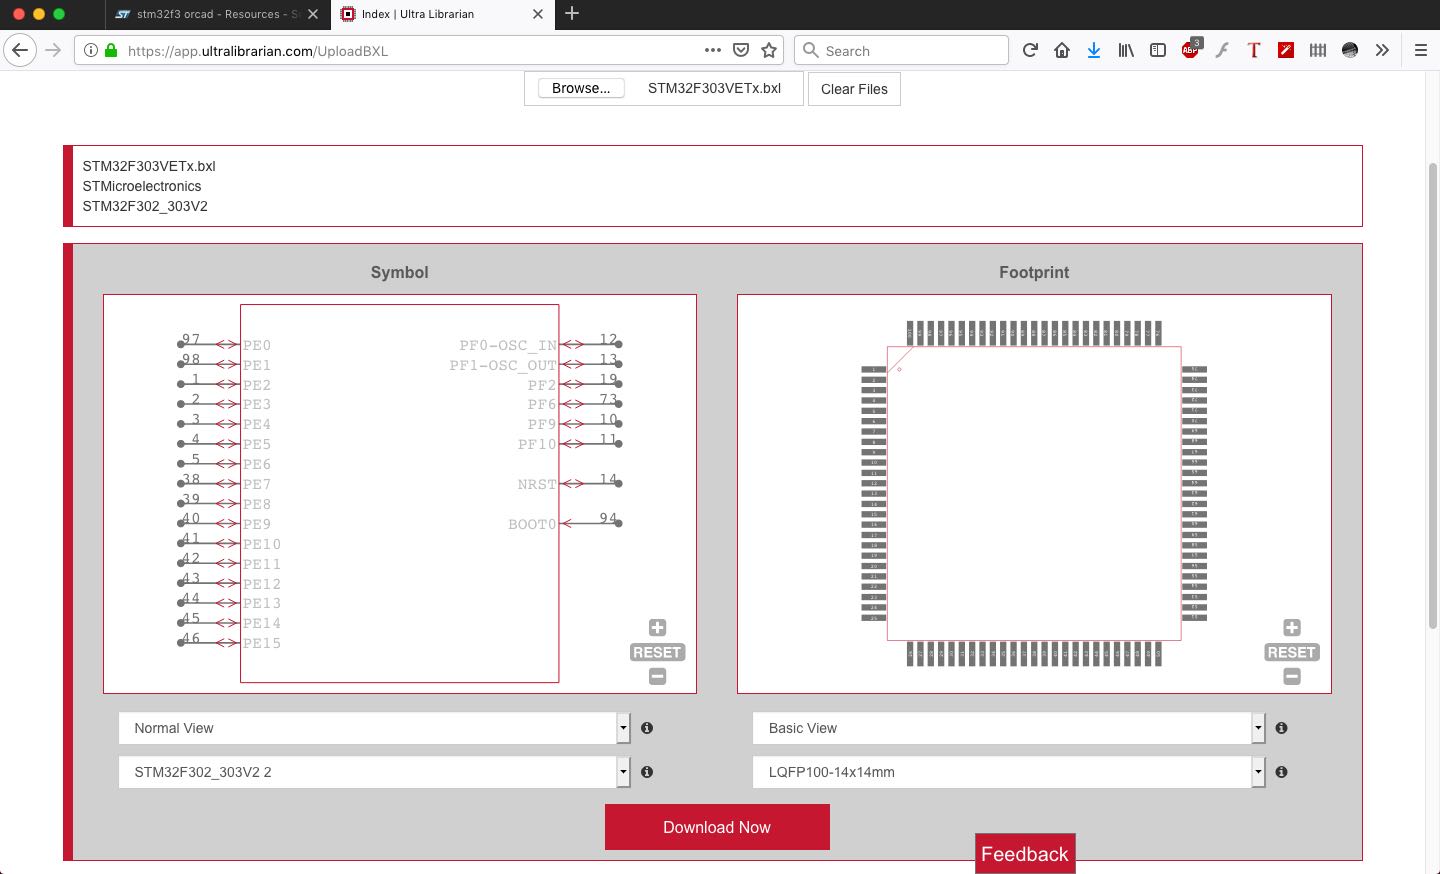 stm32f3 orcad - Resources - S
Index | Ultra Librarian
https://app.ultralibrarian.com/UploadBXL
Search
3
ABP
Browse...
STM32F303VETx.bxl
Clear Files
STM32F303VETx.bxl
STMicroelectronics
STM32F302_303V2
Symbol
Footprint
97 PE0 PF0-OSC_IN 12
98 PE1 PF1-OSC_OUT 13
1 PE2 PF2 19
2 PE3 PF6 73
3 PE4 PF9 10
4 PE5 PF10 11
5 PE6
38 PE7 NRST 14
39 PE8
40 PE9 BOOT0 94
41 PE10
42 PE11
43 PE12
44 PE13
45 PE14
46 PE15
+
RESET
−
+
RESET
−
Normal View
Basic View
STM32F302_303V2 2
LQFP100-14x14mm
Download Now
Feedback